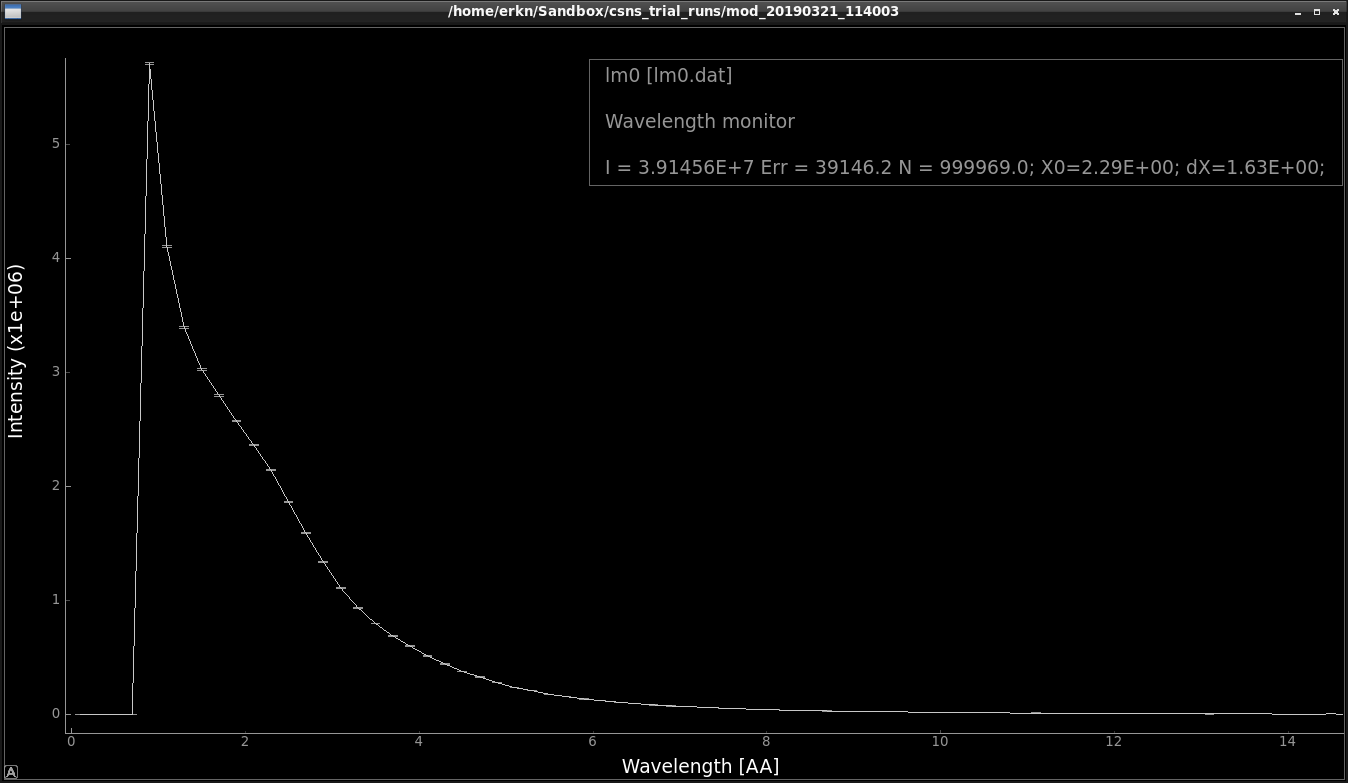 /home/erkn/Sandbox/csns_trial_runs/mod_20190321_114003
lm0 [lm0.dat]
Wavelength monitor
I = 3.91456E+7 Err = 39146.2 N = 999969.0; X0=2.29E+00; dX=1.63E+00;
Intensity (x1e+06)
5
4
3
2
1
0
0 2 4 6 8 10 12 14
Wavelength [AA]
A